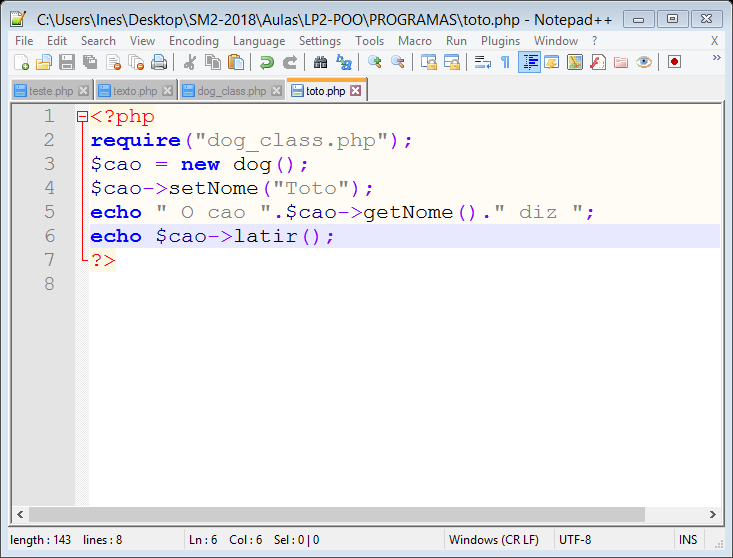 C:\Users\Ines\Desktop\SM2-2018\Aulas\LP2-POO\PROGRAMAS\toto.php - Notepad++
File Edit Search View Encoding Language Settings Tools Macro Run Plugins Window ? X
teste.php texto.php dog_class.php toto.php
1 <?php
2 require("dog_class.php");
3 $cao = new dog();
4 $cao->setNome("Toto");
5 echo " O cao ".$cao->getNome()." diz ";
6 echo $cao->latir();
7 ?>
8
length : 143 lines : 8 Ln : 6 Col : 6 Sel : 0 | 0 Windows (CR LF) UTF-8 INS